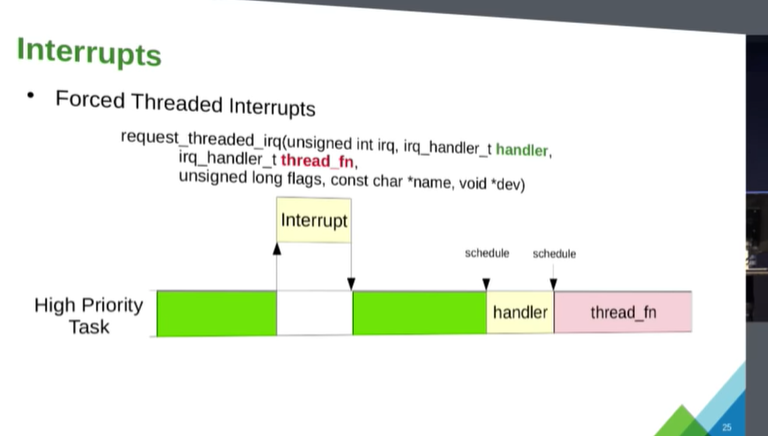 Interrupts
• Forced Threaded Interrupts
request_threaded_irq(unsigned int irq, irq_handler_t handler,
irq_handler_t thread_fn,
unsigned long flags, const char *name, void *dev)
Interrupt
schedule schedule
High Priority
Task
handler thread_fn
25